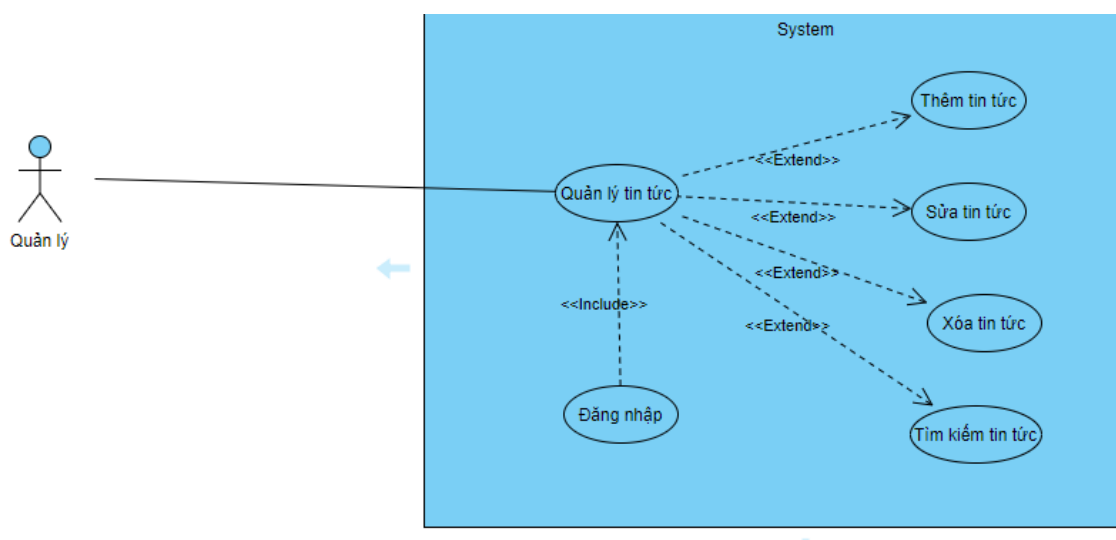 System
Thêm tin tức
<<Extend>>
Quản lý tin tức
<<Extend>>
Sửa tin tức
Quản lý
<<Extend>>
<<Include>>
<<Extend>>
Xóa tin tức
Đăng nhập
Tìm kiếm tin tức